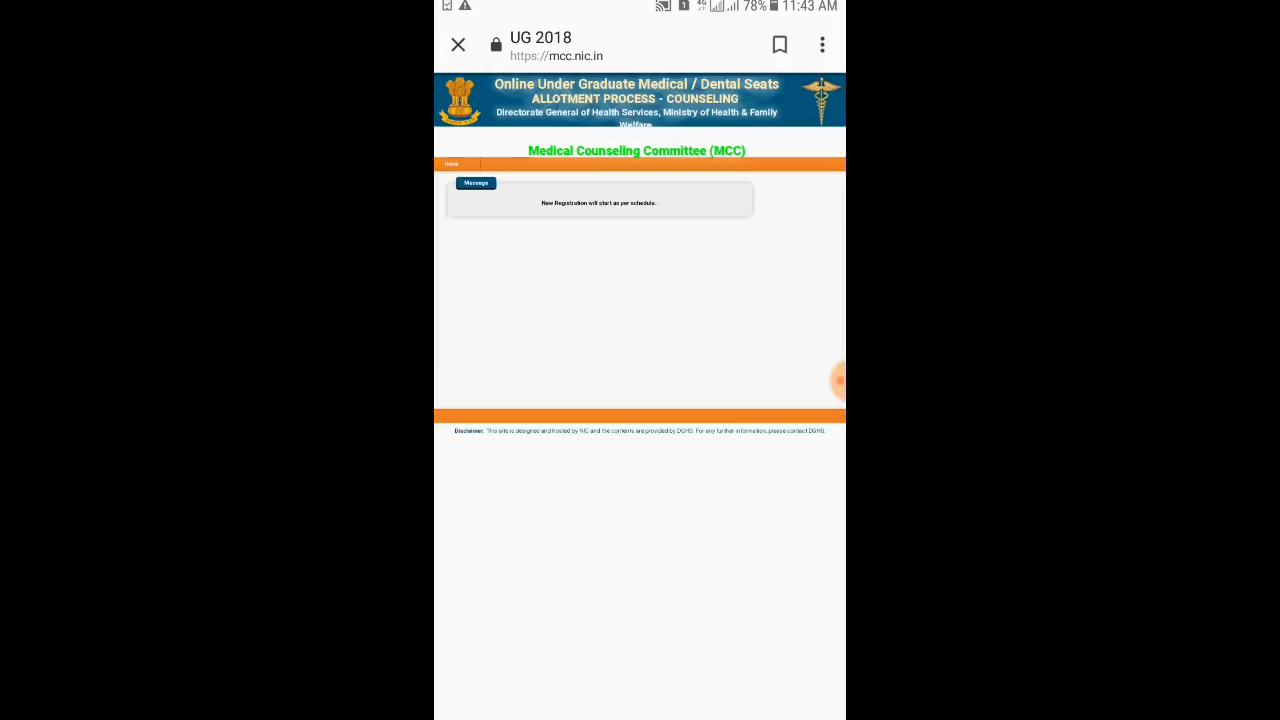 78% 11:43 AM
UG 2018
https://mcc.nic.in
Online Under Graduate Medical / Dental Seats
ALLOTMENT PROCESS - COUNSELING
Directorate General of Health Services, Ministry of Health & Family
Welfare
Medical Counseling Committee (MCC)
Home
Message
New Registration will start as per schedule..
Disclaimer: This site is designed and hosted by NIC and the contents are provided by DGHS. For any further information, please contact DGHS.